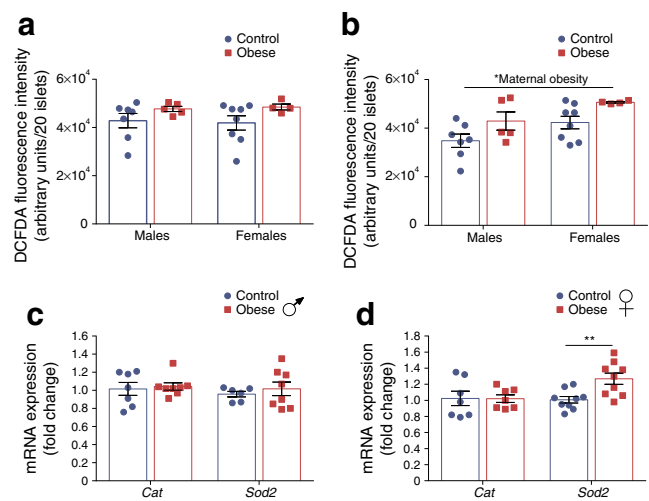 a
Control
Obese
DCFDA fluorescence intensity
(arbitrary units/20 islets)
6×10⁴
4×10⁴
2×10⁴
0
Males
Females
b
Control
Obese
*Maternal obesity
DCFDA fluorescence intensity
(arbitrary units/20 islets)
6×10⁴
4×10⁴
2×10⁴
0
Males
Females
c
Control
Obese ♂
mRNA expression
(fold change)
1.6
1.4
1.2
1.0
0.8
0.6
0.4
0.2
0
Cat
Sod2
d
Control
Obese ♀
**
mRNA expression
(fold change)
1.8
1.6
1.4
1.2
1.0
0.8
0.6
0.4
0.2
0
Cat
Sod2